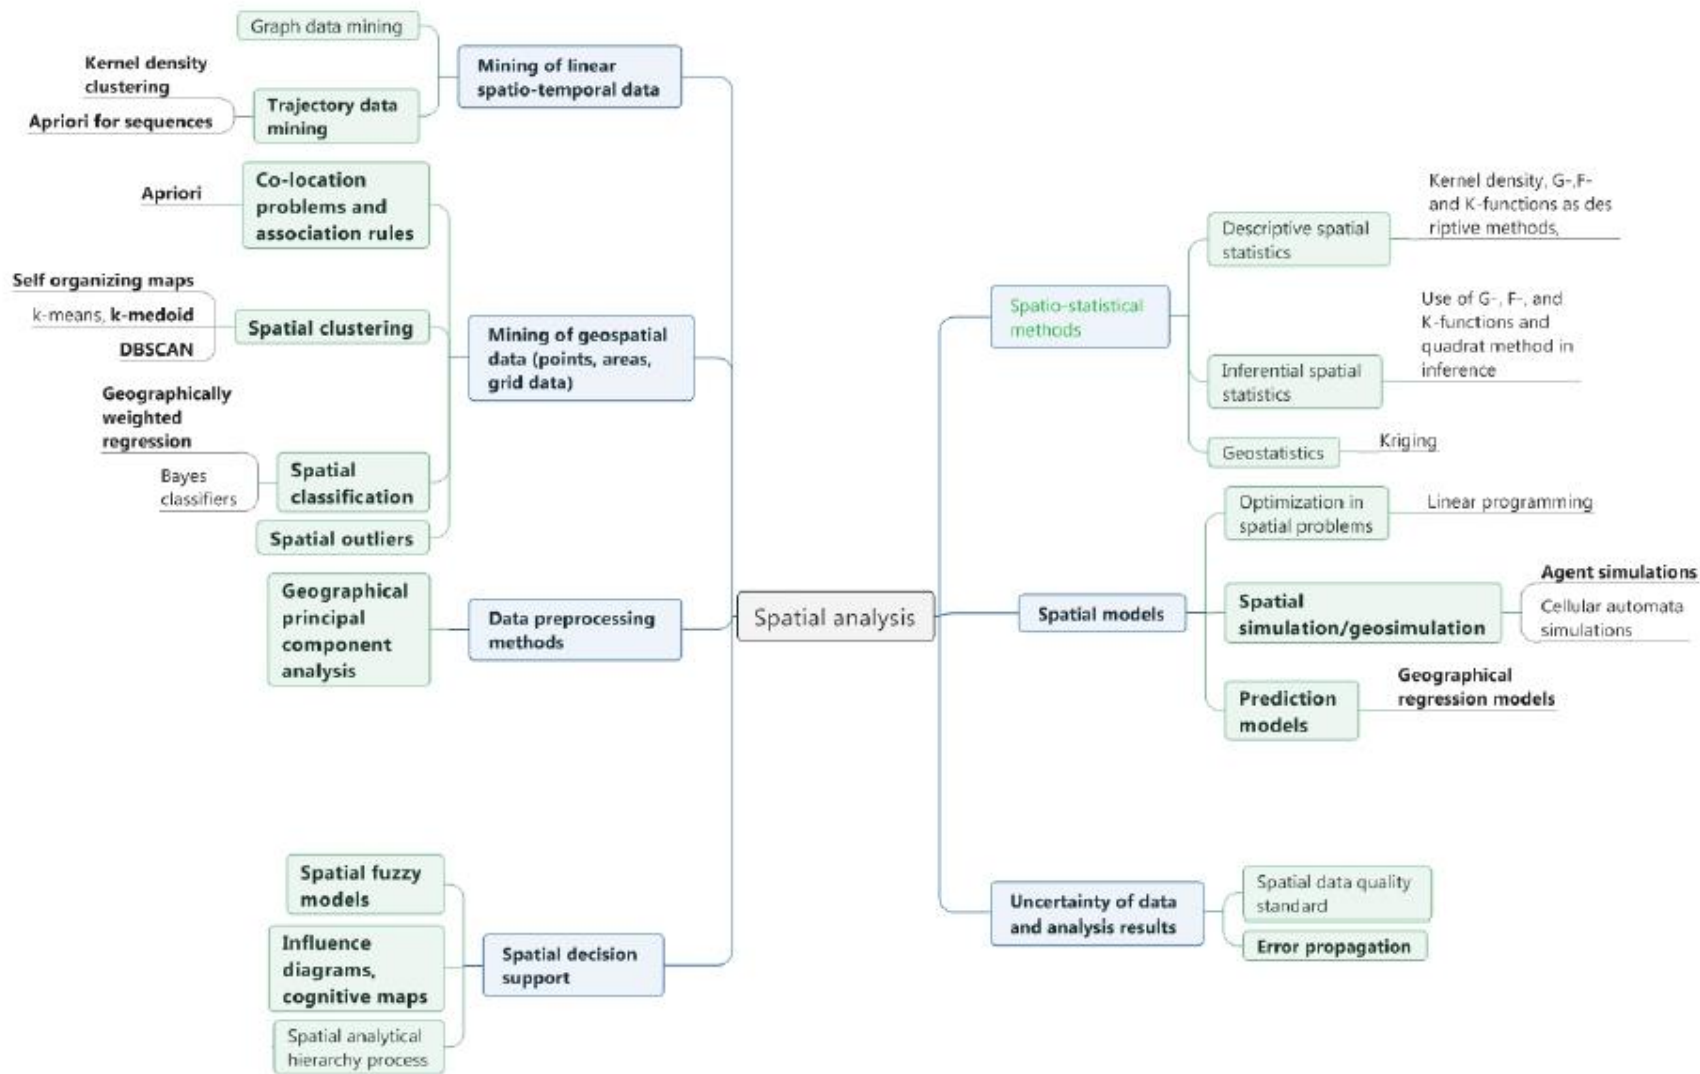 Graph data mining
Kernel density
clustering
Apriori for sequences
Trajectory data
mining
Mining of linear
spatio-temporal data
Apriori
Co-location
problems and
association rules
Self organizing maps
k-means, k-medoid
DBSCAN
Spatial clustering
Geographically
weighted
regression
Bayes
classifiers
Spatial
classification
Spatial outliers
Mining of geospatial
data (points, areas,
grid data)
Geographical
principal
component
analysis
Data preprocessing
methods
Spatial fuzzy
models
Influence
diagrams,
cognitive maps
Spatial analytical
hierarchy process
Spatial decision
support
Spatial analysis
Spatio-statistical
methods
Descriptive spatial
statistics
Kernel density, G-,F-
and K-functions as des
riptive methods,
Inferential spatial
statistics
Use of G-, F-, and
K-functions and
quadrat method in
inference
Geostatistics
Kriging
Spatial models
Optimization in
spatial problems
Linear programming
Spatial
simulation/geosimulation
Agent simulations
Cellular automata
simulations
Prediction
models
Geographical
regression models
Uncertainty of data
and analysis results
Spatial data quality
standard
Error propagation